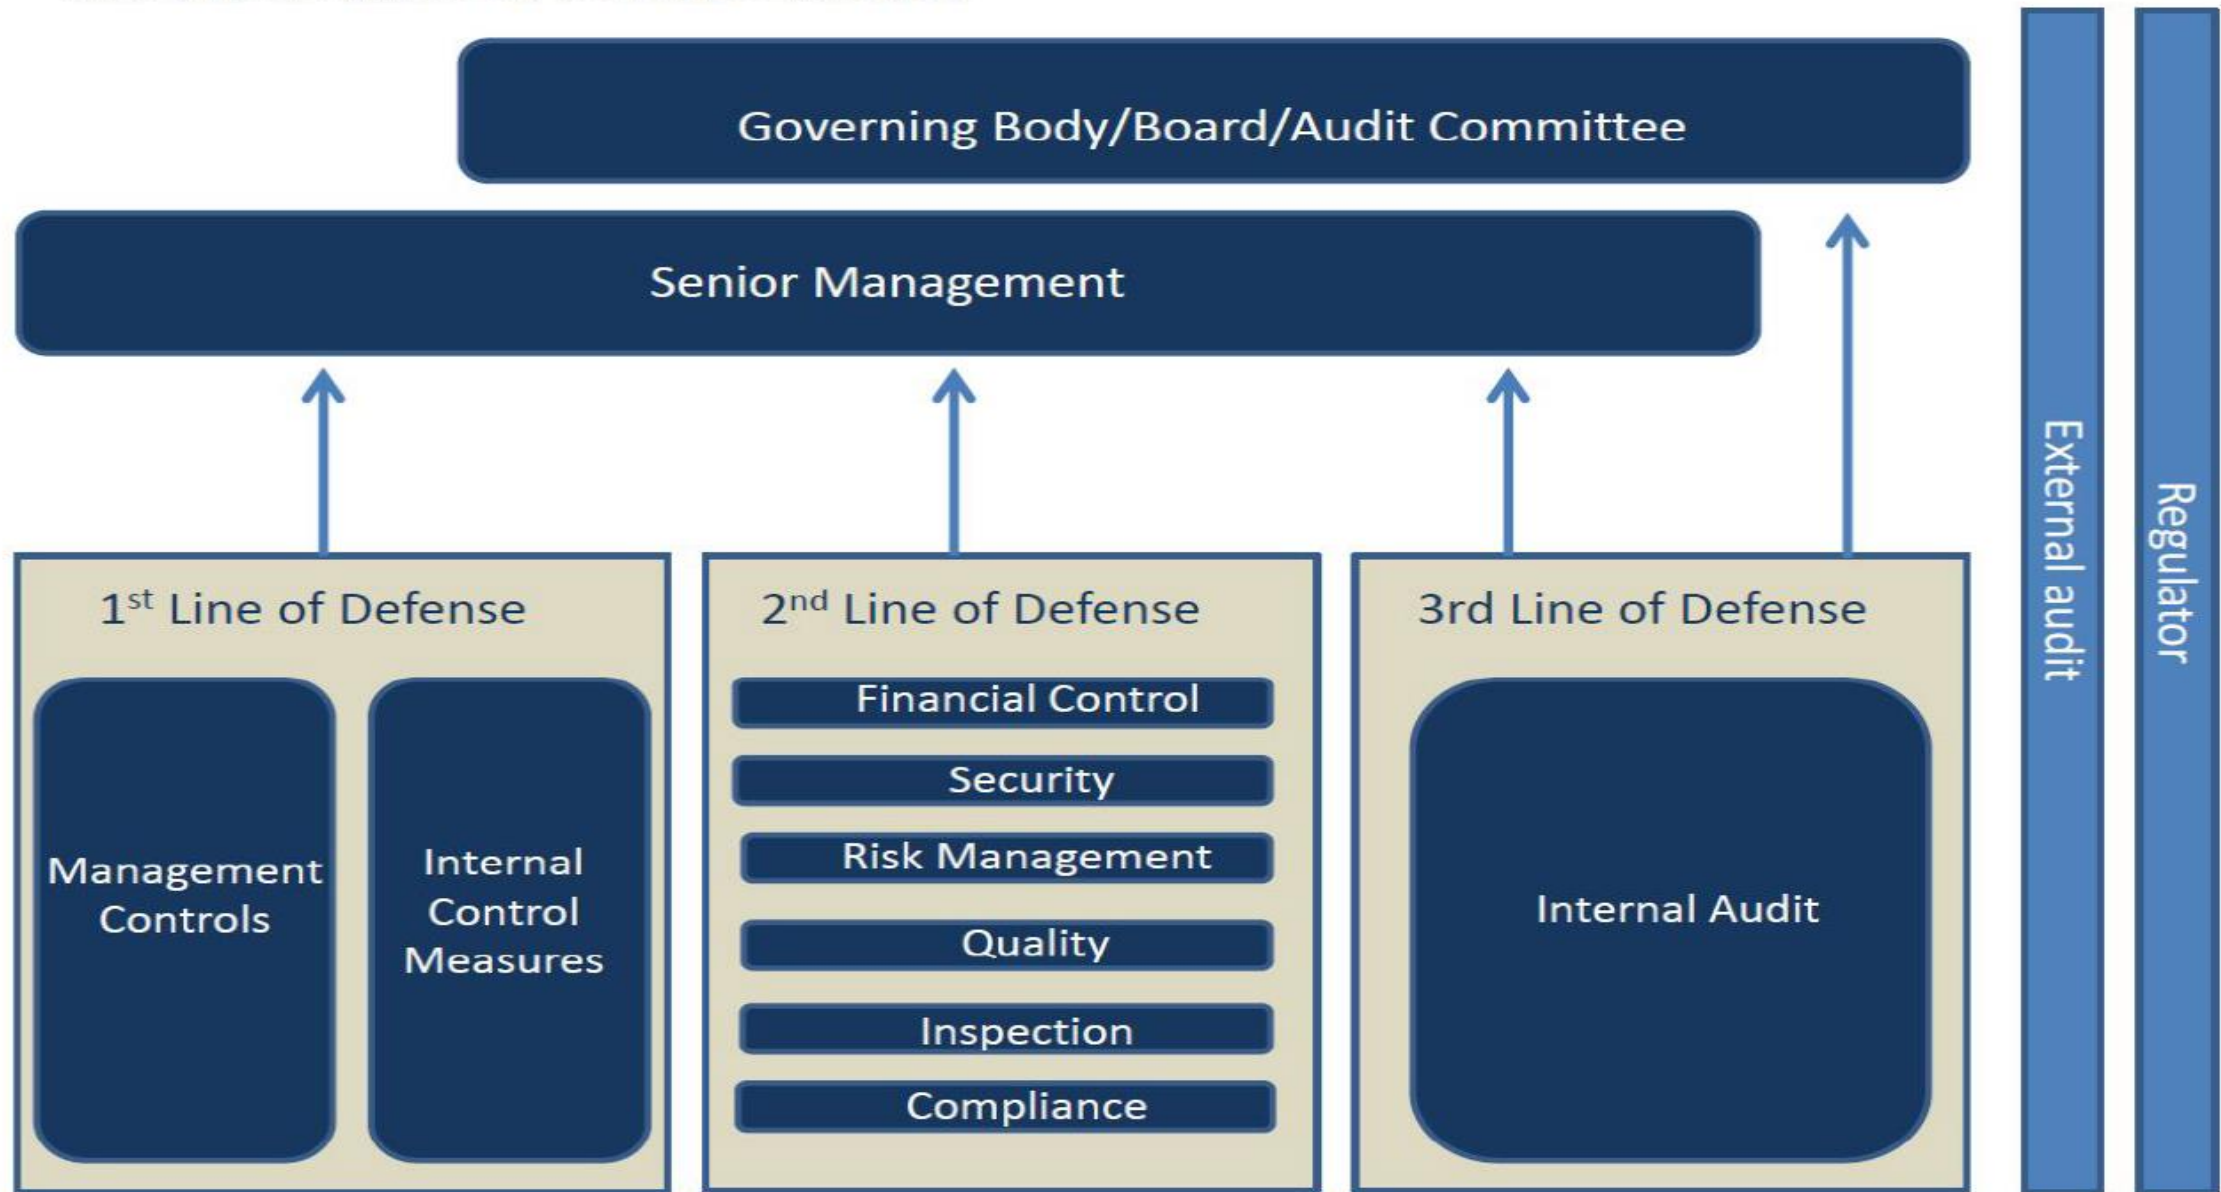 Governing Body/Board/Audit Committee
Senior Management
1st Line of Defense
Management
Controls
Internal
Control
Measures
2nd Line of Defense
Financial Control
Security
Risk Management
Quality
Inspection
Compliance
3rd Line of Defense
Internal Audit
External audit
Regulator